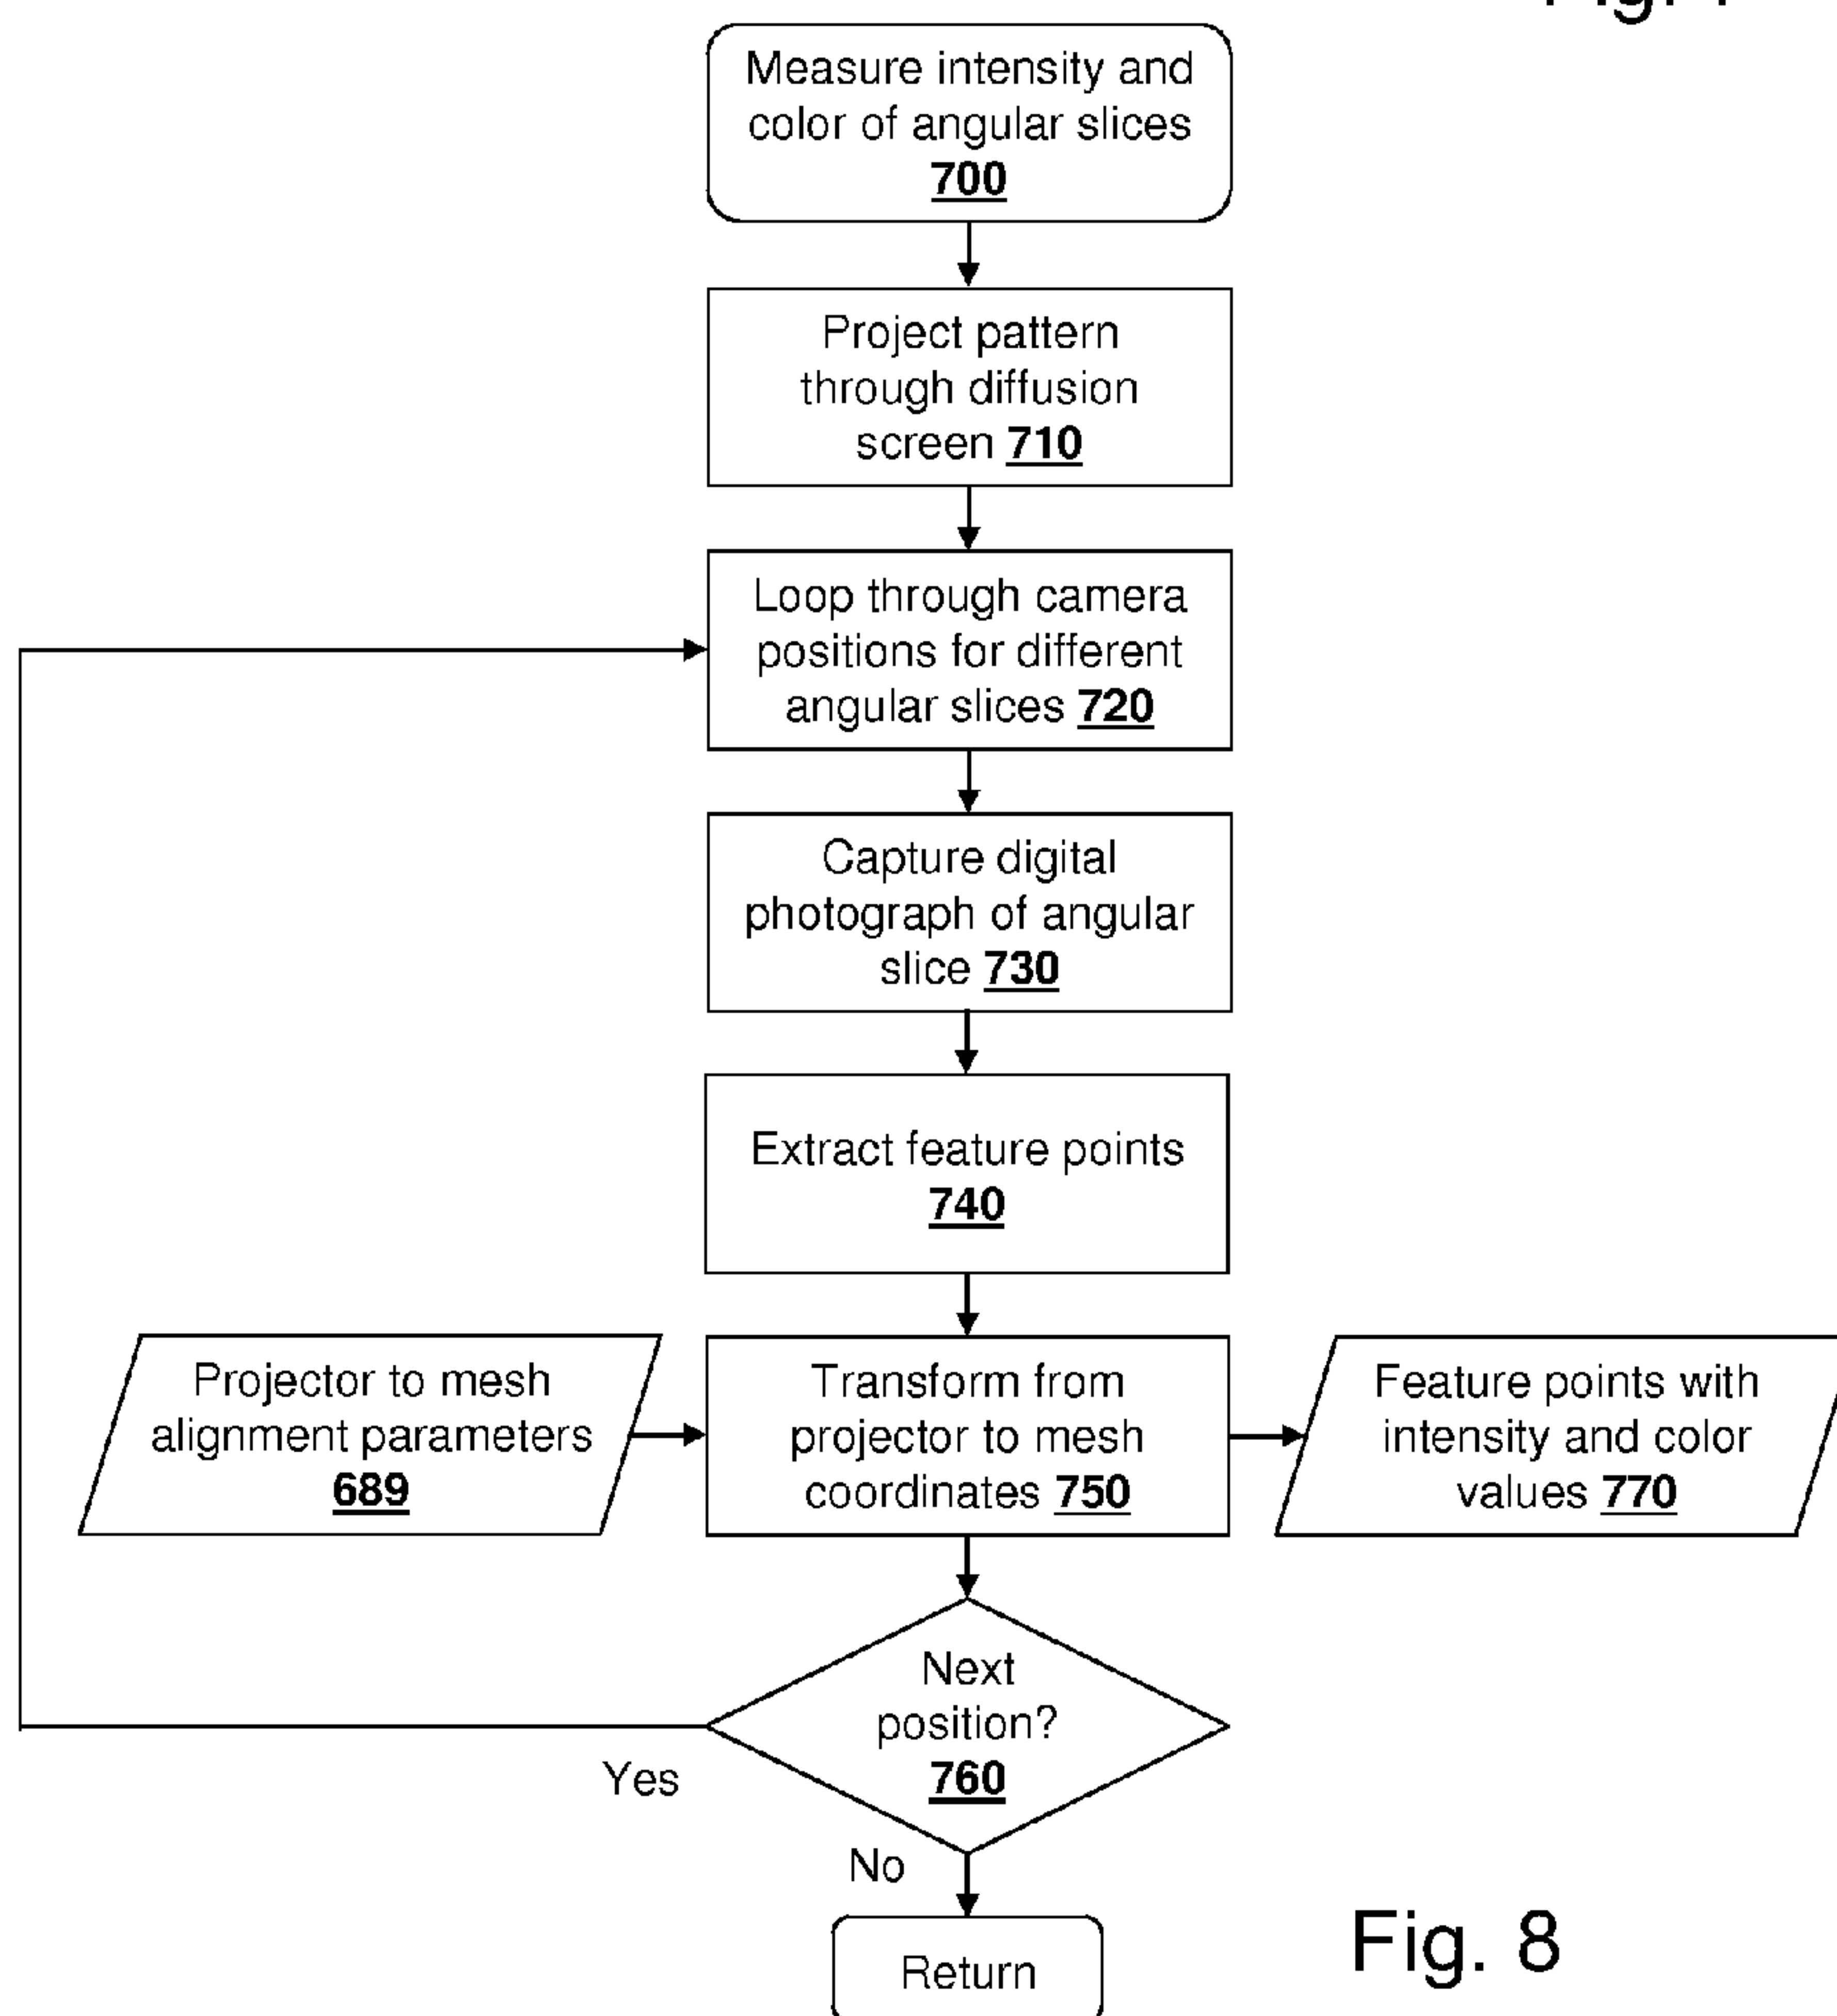 Measure intensity and
color of angular slices
700
Project pattern
through diffusion
screen 710
Loop through camera
positions for different
angular slices 720
Capture digital
photograph of angular
slice 730
Extract feature points
740
Projector to mesh
alignment parameters
689
Transform from
projector to mesh
coordinates 750
Feature points with
intensity and color
values 770
Next
position?
760
Yes
No
Return
Fig. 8